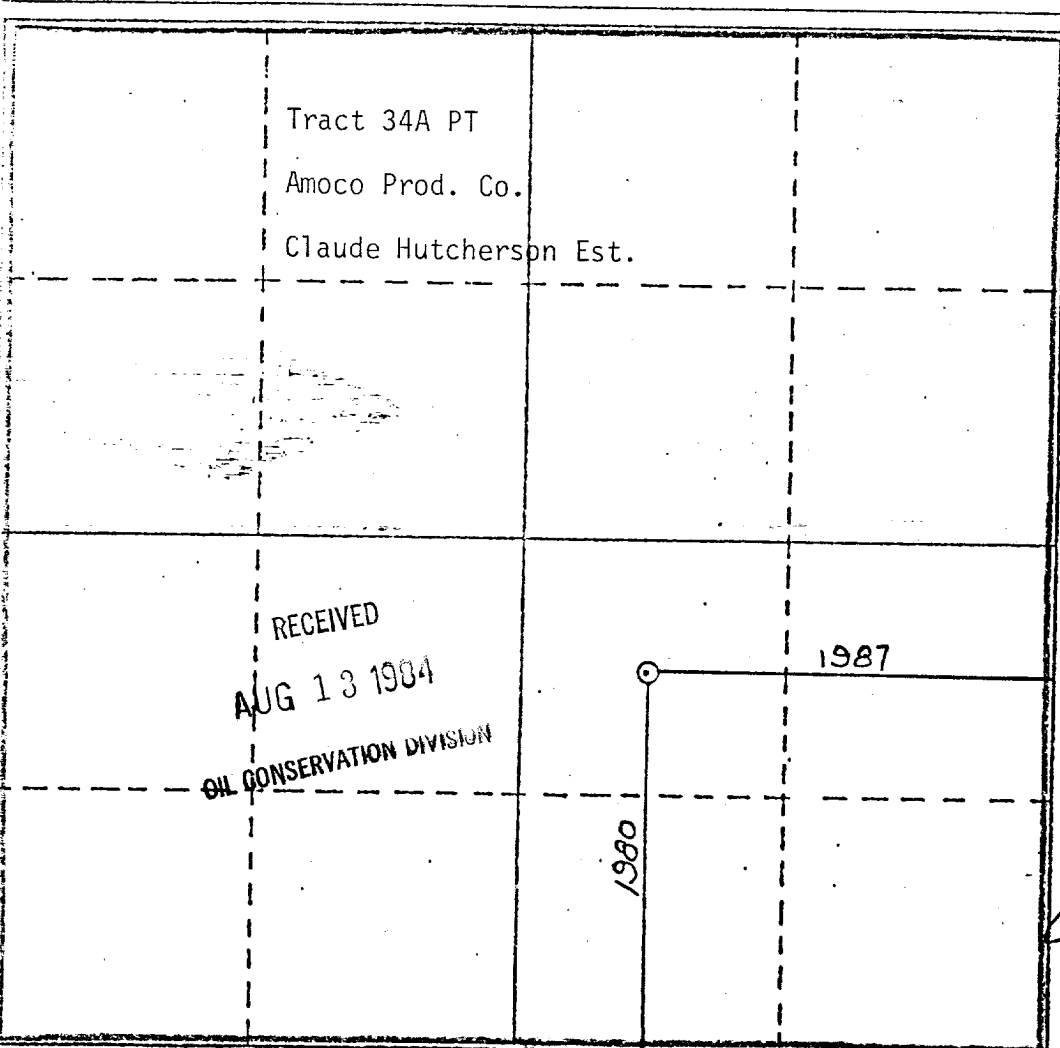 Tract 34A PT
Amoco Prod. Co.
Claude Hutcherson Est.
RECEIVED
AUG 13 1984
OIL CONSERVATION DIVISION
1987
1980